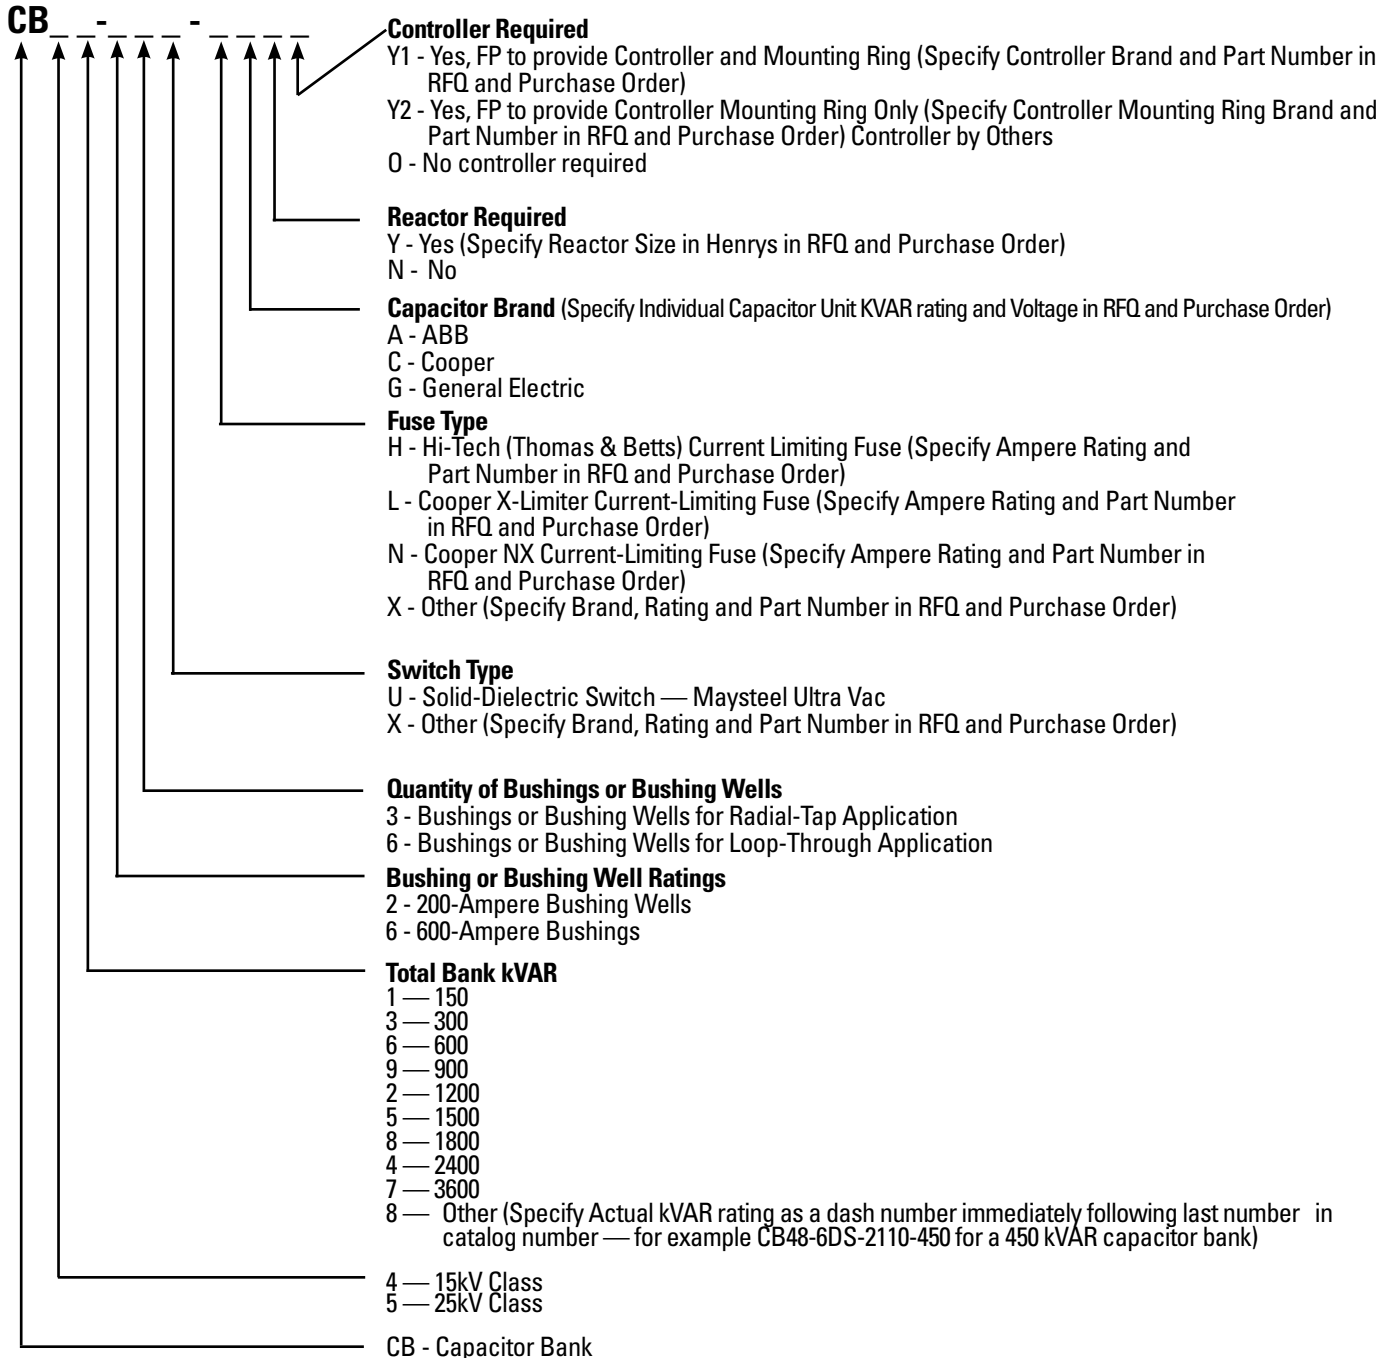 CB_ _-_ _ _ - _ _ _ _
Controller Required
Y1 - Yes, FP to provide Controller and Mounting Ring (Specify Controller Brand and Part Number in
RFQ and Purchase Order)
Y2 - Yes, FP to provide Controller Mounting Ring Only (Specify Controller Mounting Ring Brand and
Part Number in RFQ and Purchase Order) Controller by Others
O - No controller required
Reactor Required
Y - Yes (Specify Reactor Size in Henrys in RFQ and Purchase Order)
N - No
Capacitor Brand (Specify Individual Capacitor Unit KVAR rating and Voltage in RFQ and Purchase Order)
A - ABB
C - Cooper
G - General Electric
Fuse Type
H - Hi-Tech (Thomas & Betts) Current Limiting Fuse (Specify Ampere Rating and
Part Number in RFQ and Purchase Order)
L - Cooper X-Limiter Current-Limiting Fuse (Specify Ampere Rating and Part Number
in RFQ and Purchase Order)
N - Cooper NX Current-Limiting Fuse (Specify Ampere Rating and Part Number in
RFQ and Purchase Order)
X - Other (Specify Brand, Rating and Part Number in RFQ and Purchase Order)
Switch Type
U - Solid-Dielectric Switch — Maysteel Ultra Vac
X - Other (Specify Brand, Rating and Part Number in RFQ and Purchase Order)
Quantity of Bushings or Bushing Wells
3 - Bushings or Bushing Wells for Radial-Tap Application
6 - Bushings or Bushing Wells for Loop-Through Application
Bushing or Bushing Well Ratings
2 - 200-Ampere Bushing Wells
6 - 600-Ampere Bushings
Total Bank kVAR
1 — 150
3 — 300
6 — 600
9 — 900
2 — 1200
5 — 1500
8 — 1800
4 — 2400
7 — 3600
8 — Other (Specify Actual kVAR rating as a dash number immediately following last number in
catalog number — for example CB48-6DS-2110-450 for a 450 kVAR capacitor bank)
4 — 15kV Class
5 — 25kV Class
CB - Capacitor Bank